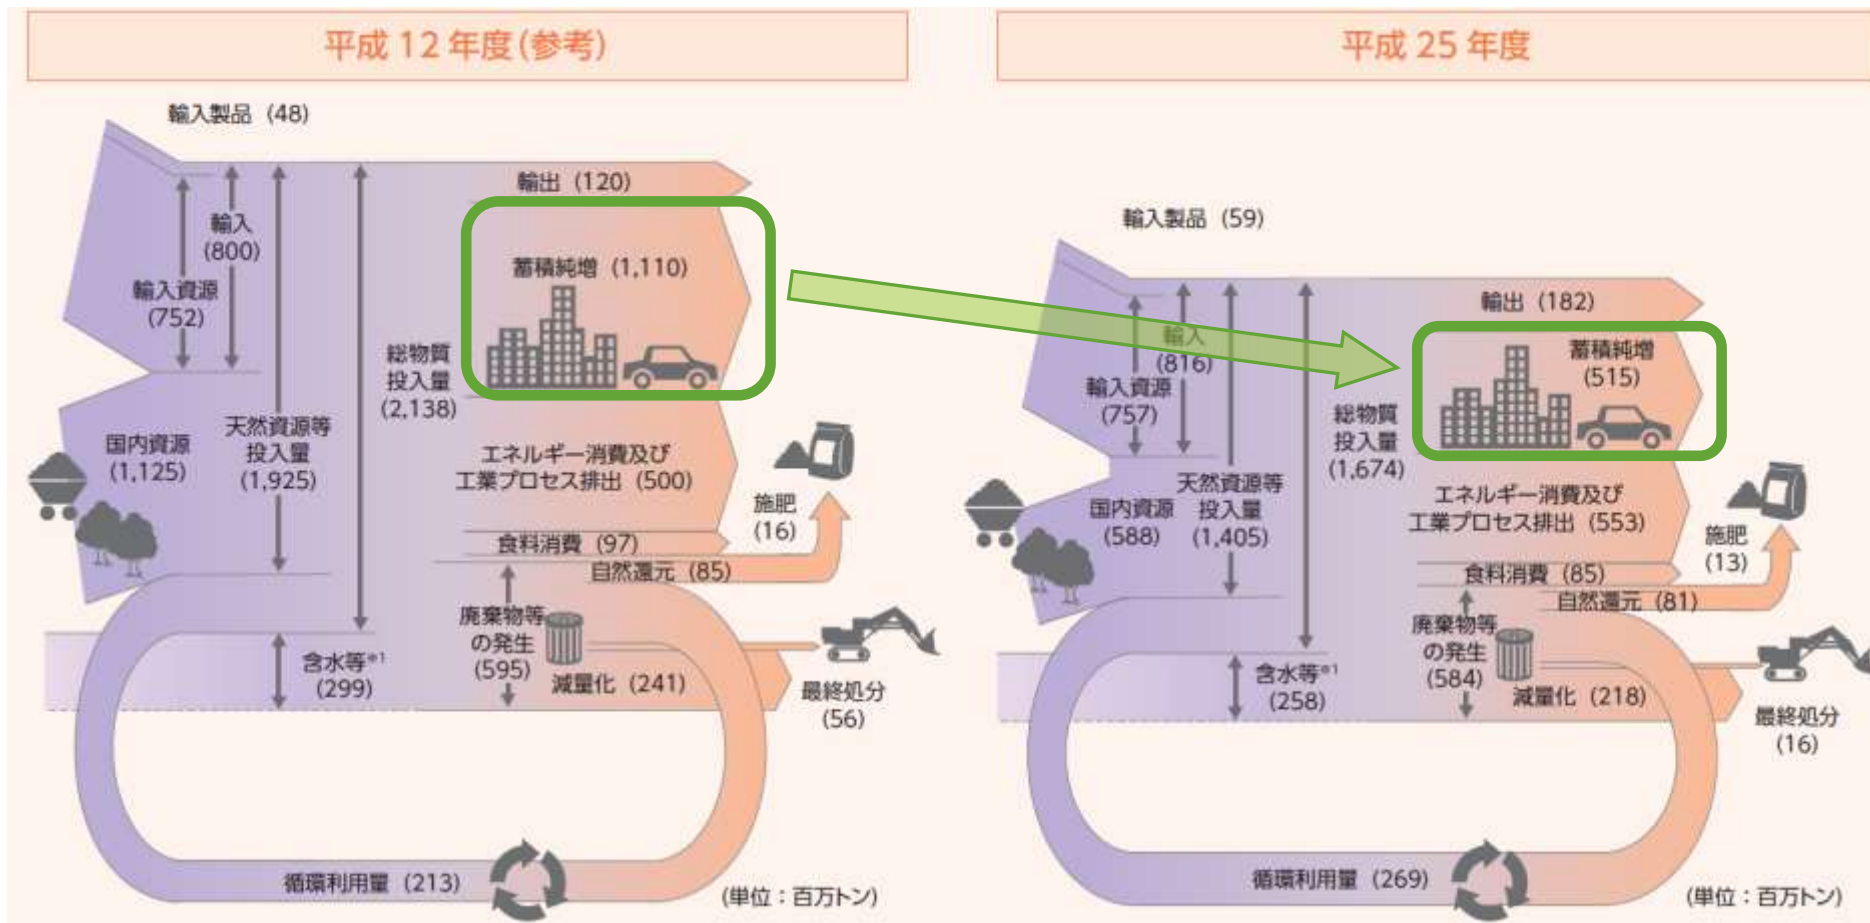 平成 12 年度(参考)
輸入製品 (48)
輸出 (120)
輸入
(800)
蓄積純増 (1,110)
輸入資源
(752)
総物質
投入量
(2,138)
国内資源
(1,125)
天然資源等
投入量
(1,925)
エネルギー消費及び
工業プロセス排出 (500)
施肥
(16)
食料消費 (97)
自然還元 (85)
廃棄物等
の発生
(595)
含水等※1
(299)
減量化 (241)
最終処分
(56)
循環利用量 (213)
(単位：百万トン)
平成 25 年度
輸入製品 (59)
輸出 (182)
輸入
(816)
蓄積純増
(515)
輸入資源
(757)
総物質
投入量
(1,674)
国内資源
(588)
天然資源等
投入量
(1,405)
エネルギー消費及び
工業プロセス排出 (553)
施肥
(13)
食料消費 (85)
自然還元 (81)
廃棄物等
の発生
(584)
含水等※1
(258)
減量化 (218)
最終処分
(16)
循環利用量 (269)
(単位：百万トン)